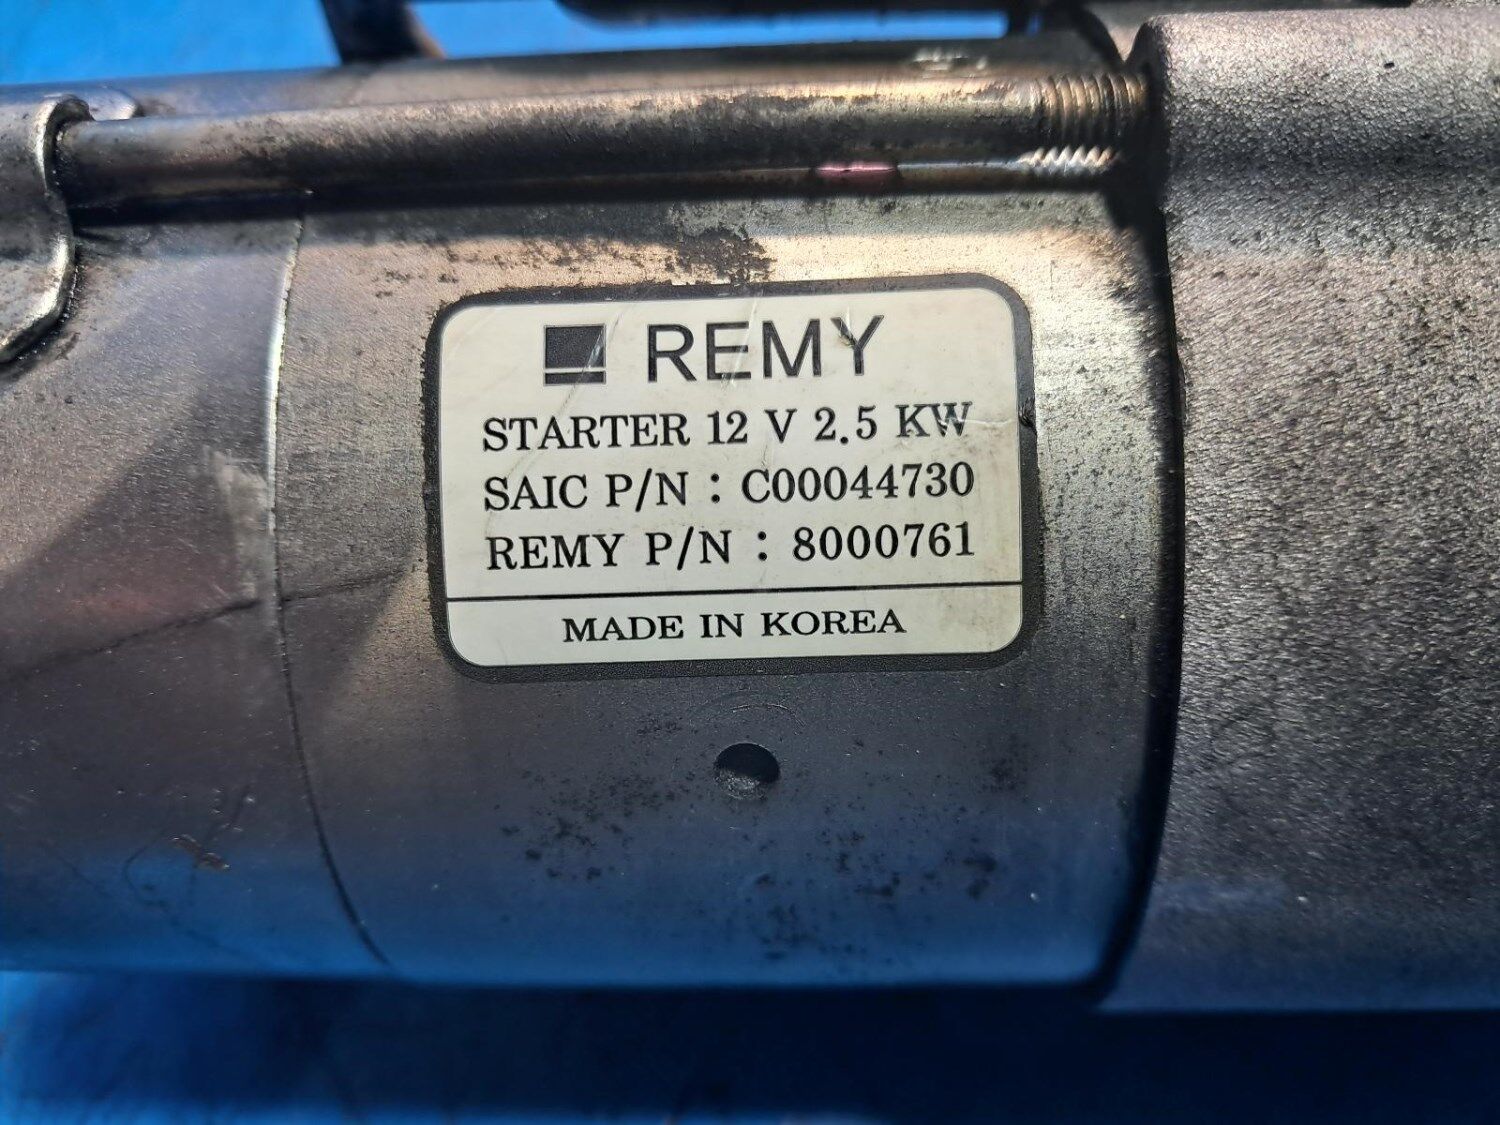 REMY
STARTER 12 V 2.5 KW
SAIC P/N : C00044730
REMY P/N : 8000761
MADE IN KOREA